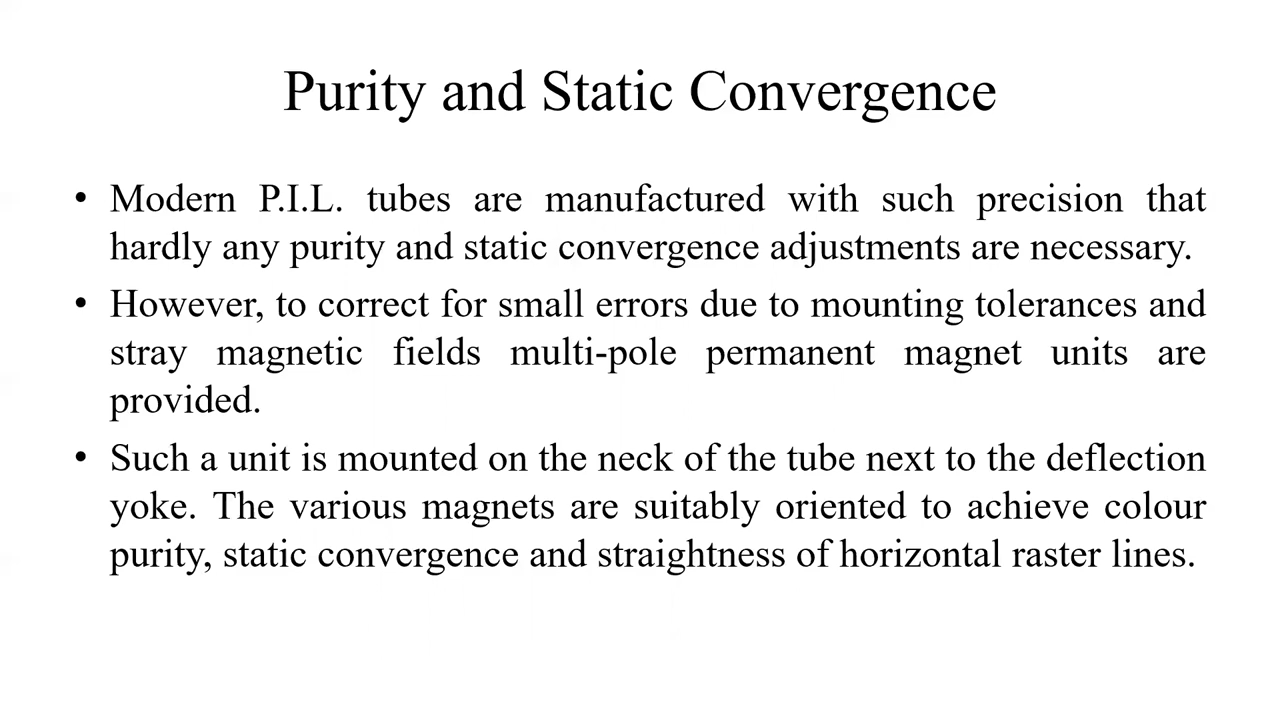 Purity and Static Convergence
• Modern P.I.L. tubes are manufactured with such precision that
hardly any purity and static convergence adjustments are necessary.
• However, to correct for small errors due to mounting tolerances and
stray magnetic fields multi-pole permanent magnet units are
provided.
• Such a unit is mounted on the neck of the tube next to the deflection
yoke. The various magnets are suitably oriented to achieve colour
purity, static convergence and straightness of horizontal raster lines.